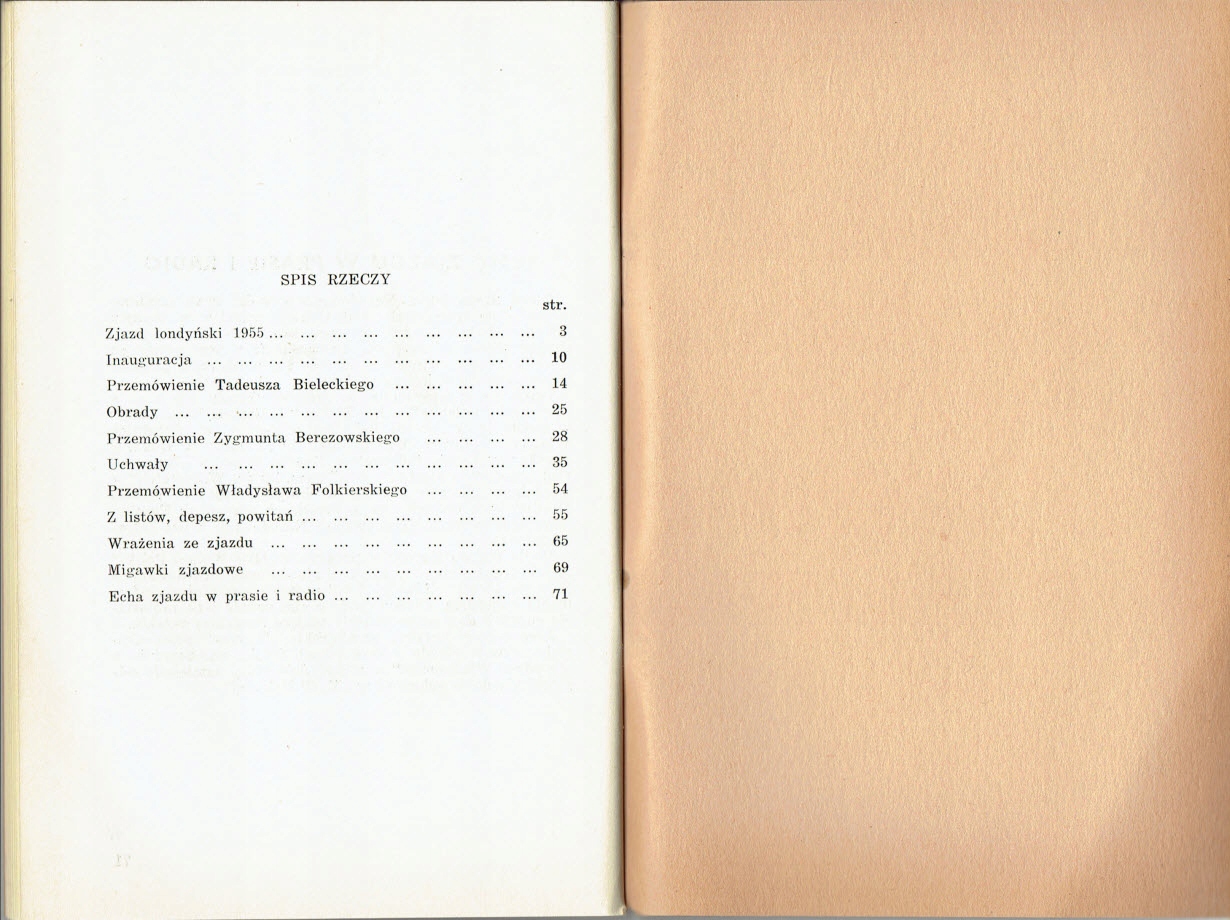 SPIS RZECZY
str.
Zjazd londyński 1955 ... ... ... ... ... ... ... ... ... 3
Inauguracja ... ... ... ... ... ... ... ... ... ... ... 10
Przemówienie Tadeusza Bieleckiego ... ... ... ... ... 14
Obrady ... ... ... ... ... ... ... ... ... ... ... ... 25
Przemówienie Zygmunta Berezowskiego ... ... ... ... 28
Uchwały ... ... ... ... ... ... ... ... ... ... ... 35
Przemówienie Władysława Folkierskiego ... ... ... ... 54
Z listów, depesz, powitań ... ... ... ... ... ... ... ... 55
Wrażenia ze zjazdu ... ... ... ... ... ... ... ... ... 65
Migawki zjazdowe ... ... ... ... ... ... ... ... ... 69
Echa zjazdu w prasie i radio ... ... ... ... ... ... ... 71